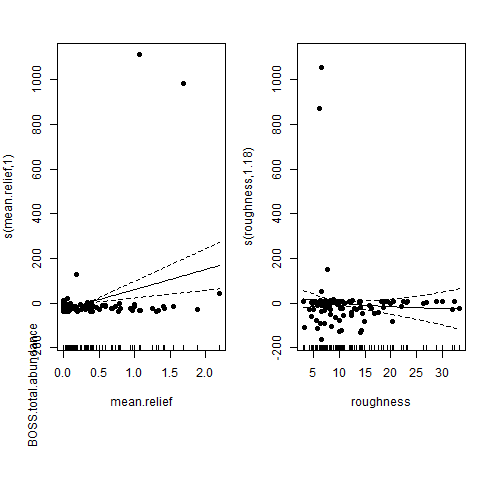 s(mean.relief,1)
-200 0 200 400 600 800 1000
0.0 0.5 1.0 1.5 2.0
mean.relief
BOSS.total.abundance
s(roughness,1.18)
-200 0 200 400 600 800 1000
5 10 15 20 25 30
roughness